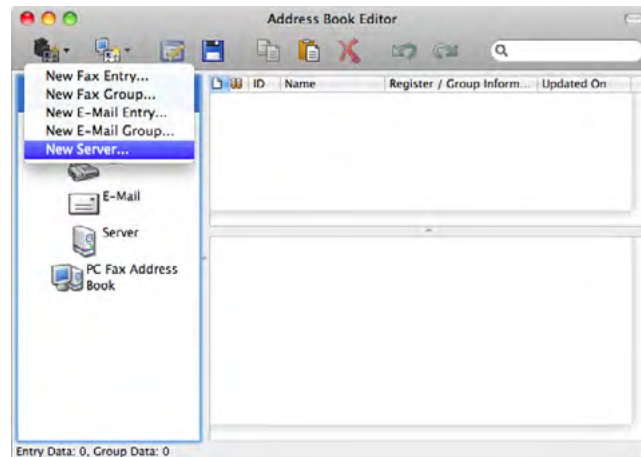 Address Book Editor
New Fax Entry...
New Fax Group...
New E-Mail Entry...
New E-Mail Group...
New Server...
ID Name Register / Group Inform... Updated On
E-Mail
Server
PC Fax Address
Book
Entry Data: 0, Group Data: 0